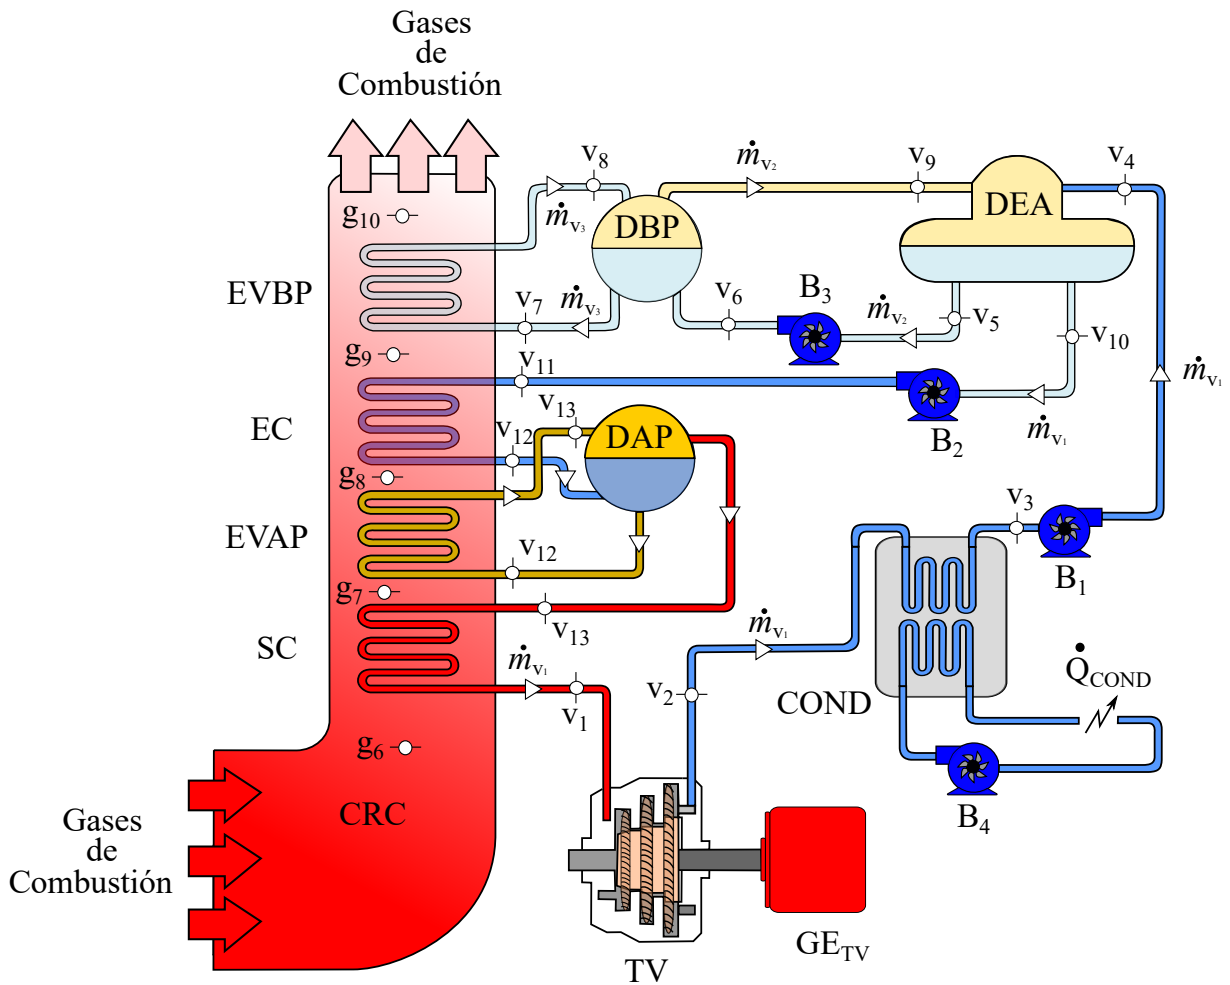 Gases
de
Combustión
v8
ṁv2
v9
v4
g10
ṁv3
DBP
DEA
EVBP
v7
ṁv3
v6
B3
ṁv2
v5
v10
g9
v11
ṁv1
EC
v13
v12
DAP
B2
ṁv1
g8
EVAP
v12
v3
B1
g7
v13
SC
ṁv1
ṁv1
v1
v2
COND
Q̇COND
g6
Gases
de
Combustión
CRC
B4
TV
GETV